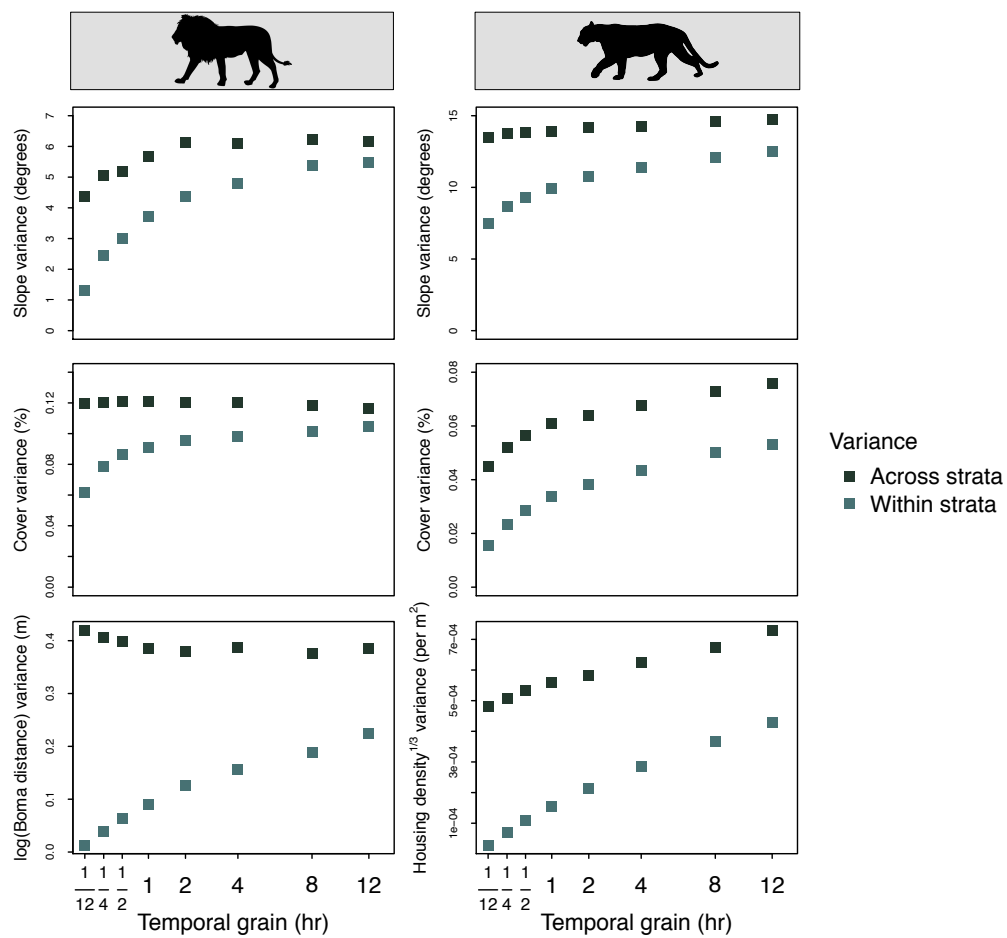 Slope variance (degrees)
0 1 2 3 4 5 6 7
Slope variance (degrees)
0 5 10 15
Cover variance (%)
0.00 0.04 0.08 0.12
Cover variance (%)
0.00 0.02 0.04 0.06 0.08
Variance
Across strata
Within strata
log(Boma distance) variance (m)
0.0 0.1 0.2 0.3 0.4
Housing density1/3 variance (per m2)
1e−04 3e−04 5e−04 7e−04
1/12 1/4 1/2 1 2 4 8 12
Temporal grain (hr)
1/12 1/4 1/2 1 2 4 8 12
Temporal grain (hr)